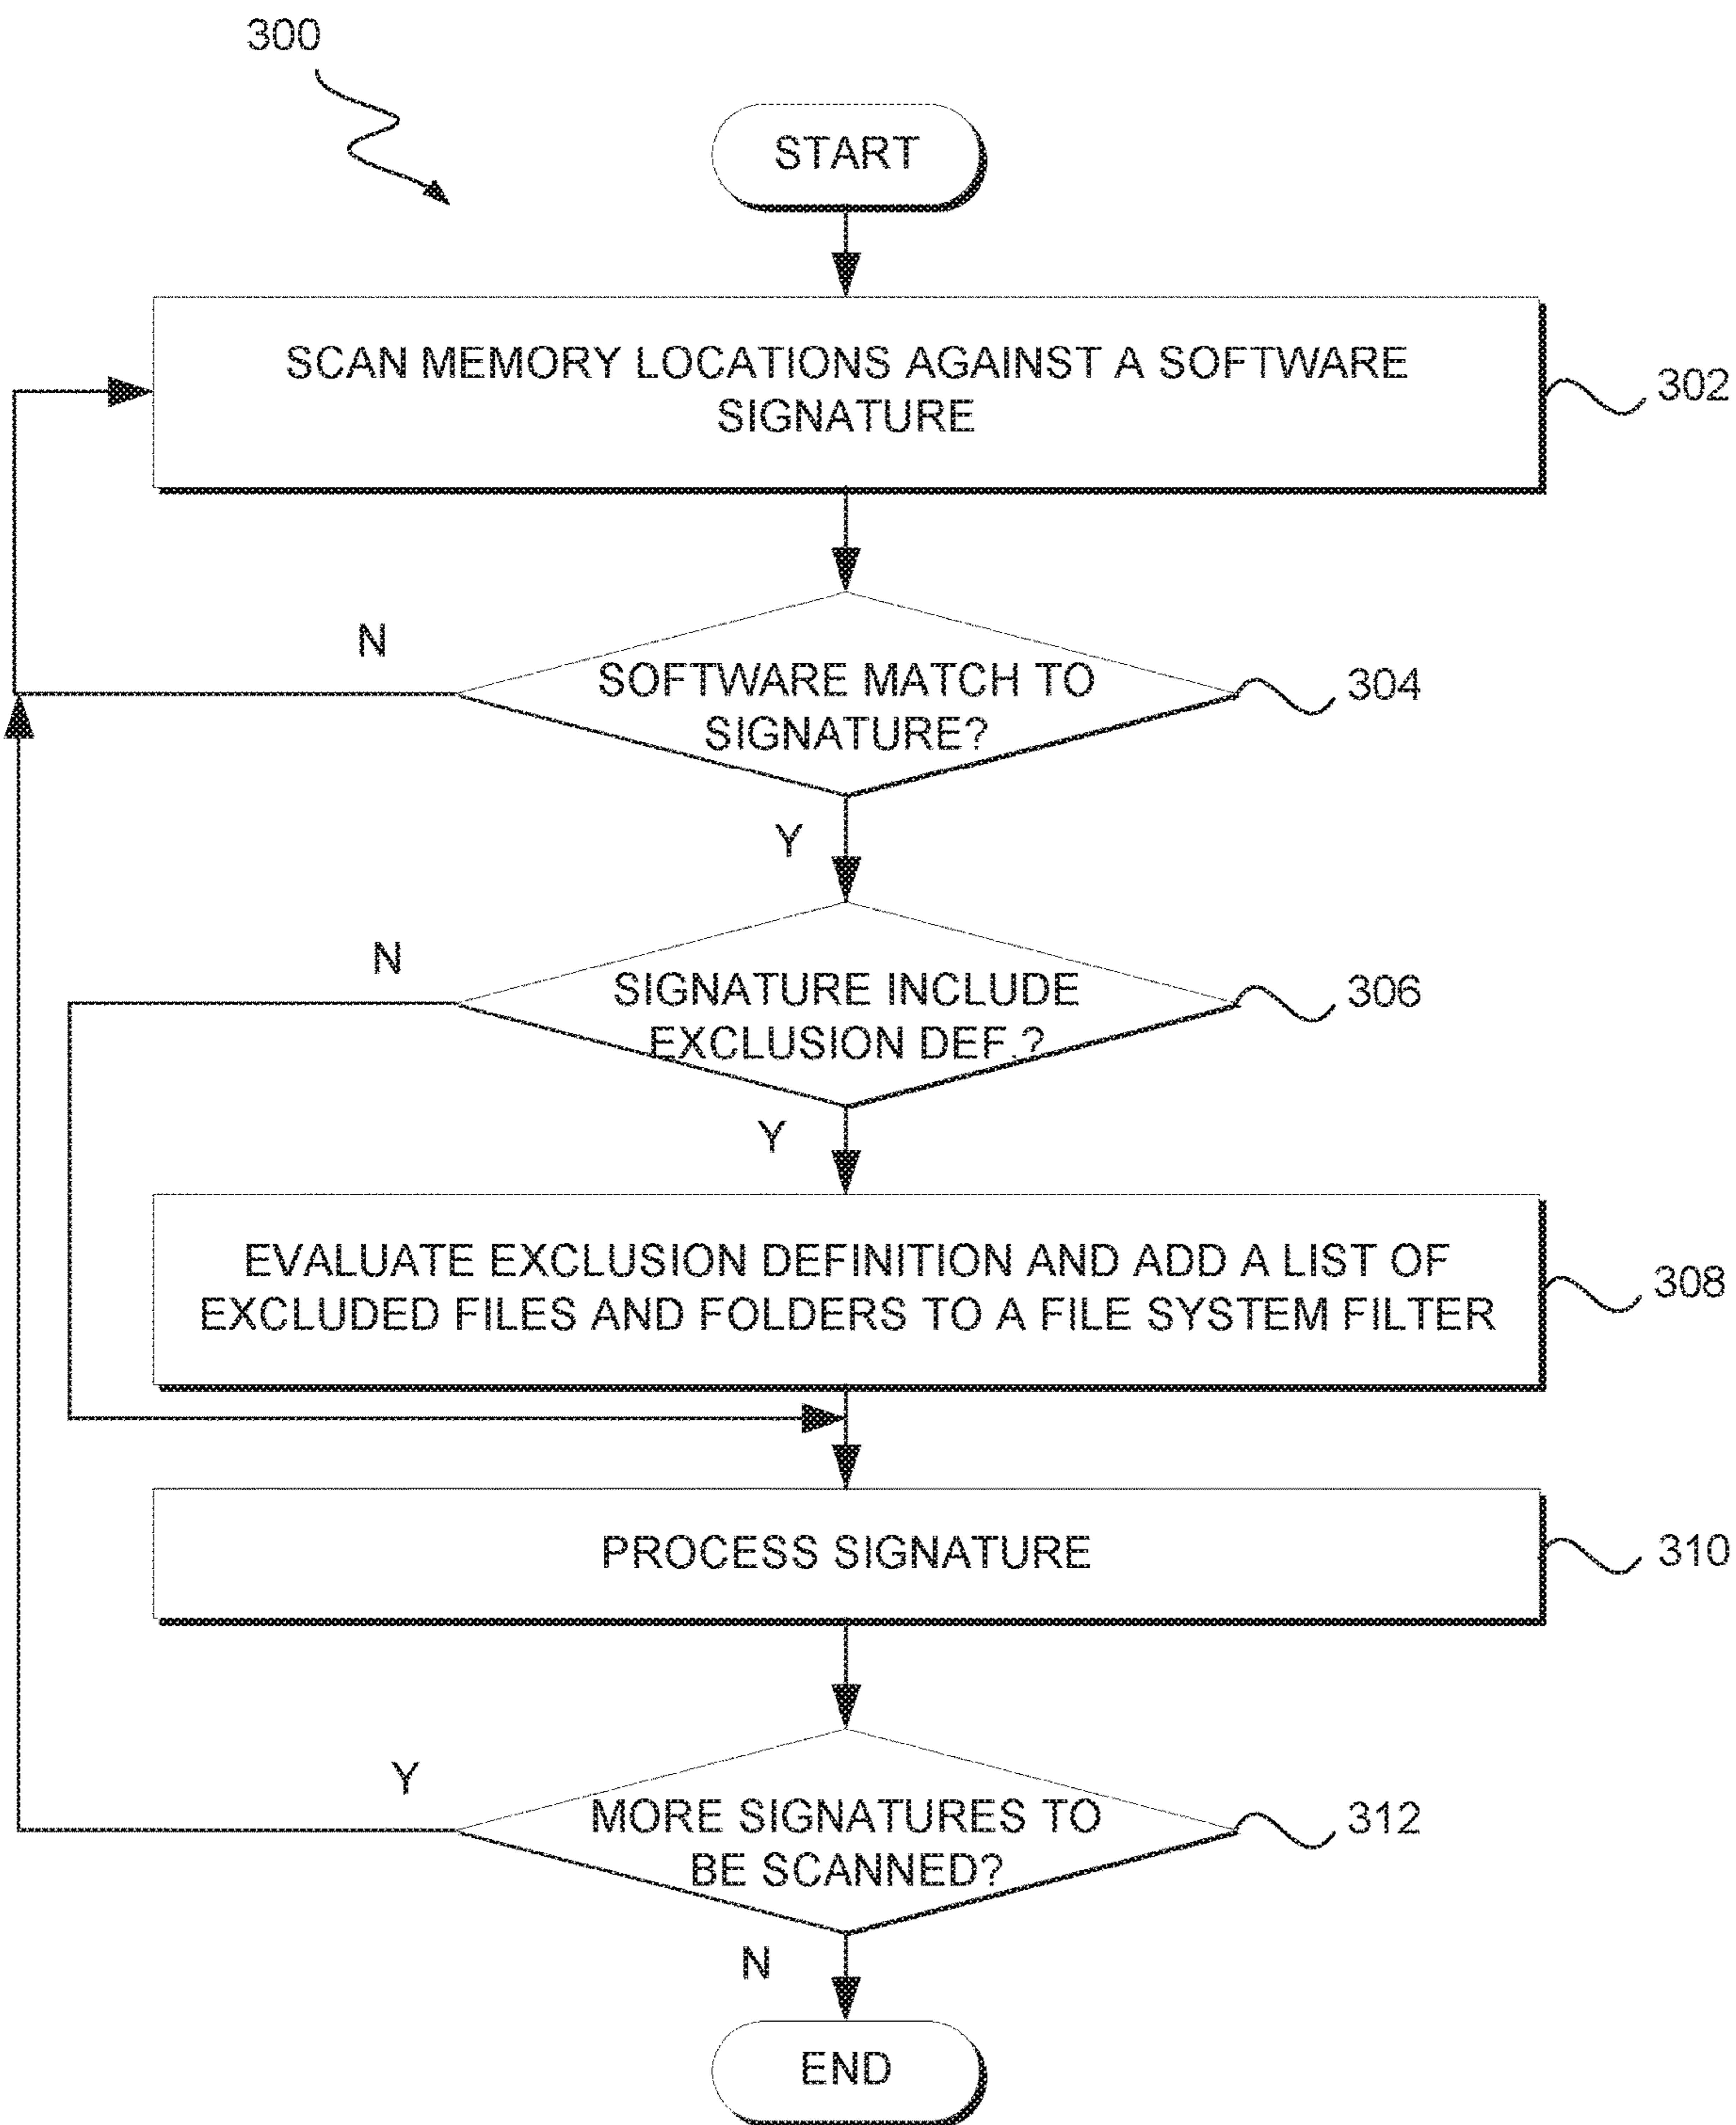 300
START
SCAN MEMORY LOCATIONS AGAINST A SOFTWARE
SIGNATURE
302
N
SOFTWARE MATCH TO
SIGNATURE?
304
Y
N
SIGNATURE INCLUDE
EXCLUSION DEF.?
306
Y
EVALUATE EXCLUSION DEFINITION AND ADD A LIST OF
EXCLUDED FILES AND FOLDERS TO A FILE SYSTEM FILTER
308
PROCESS SIGNATURE
310
Y
MORE SIGNATURES TO
BE SCANNED?
312
N
END